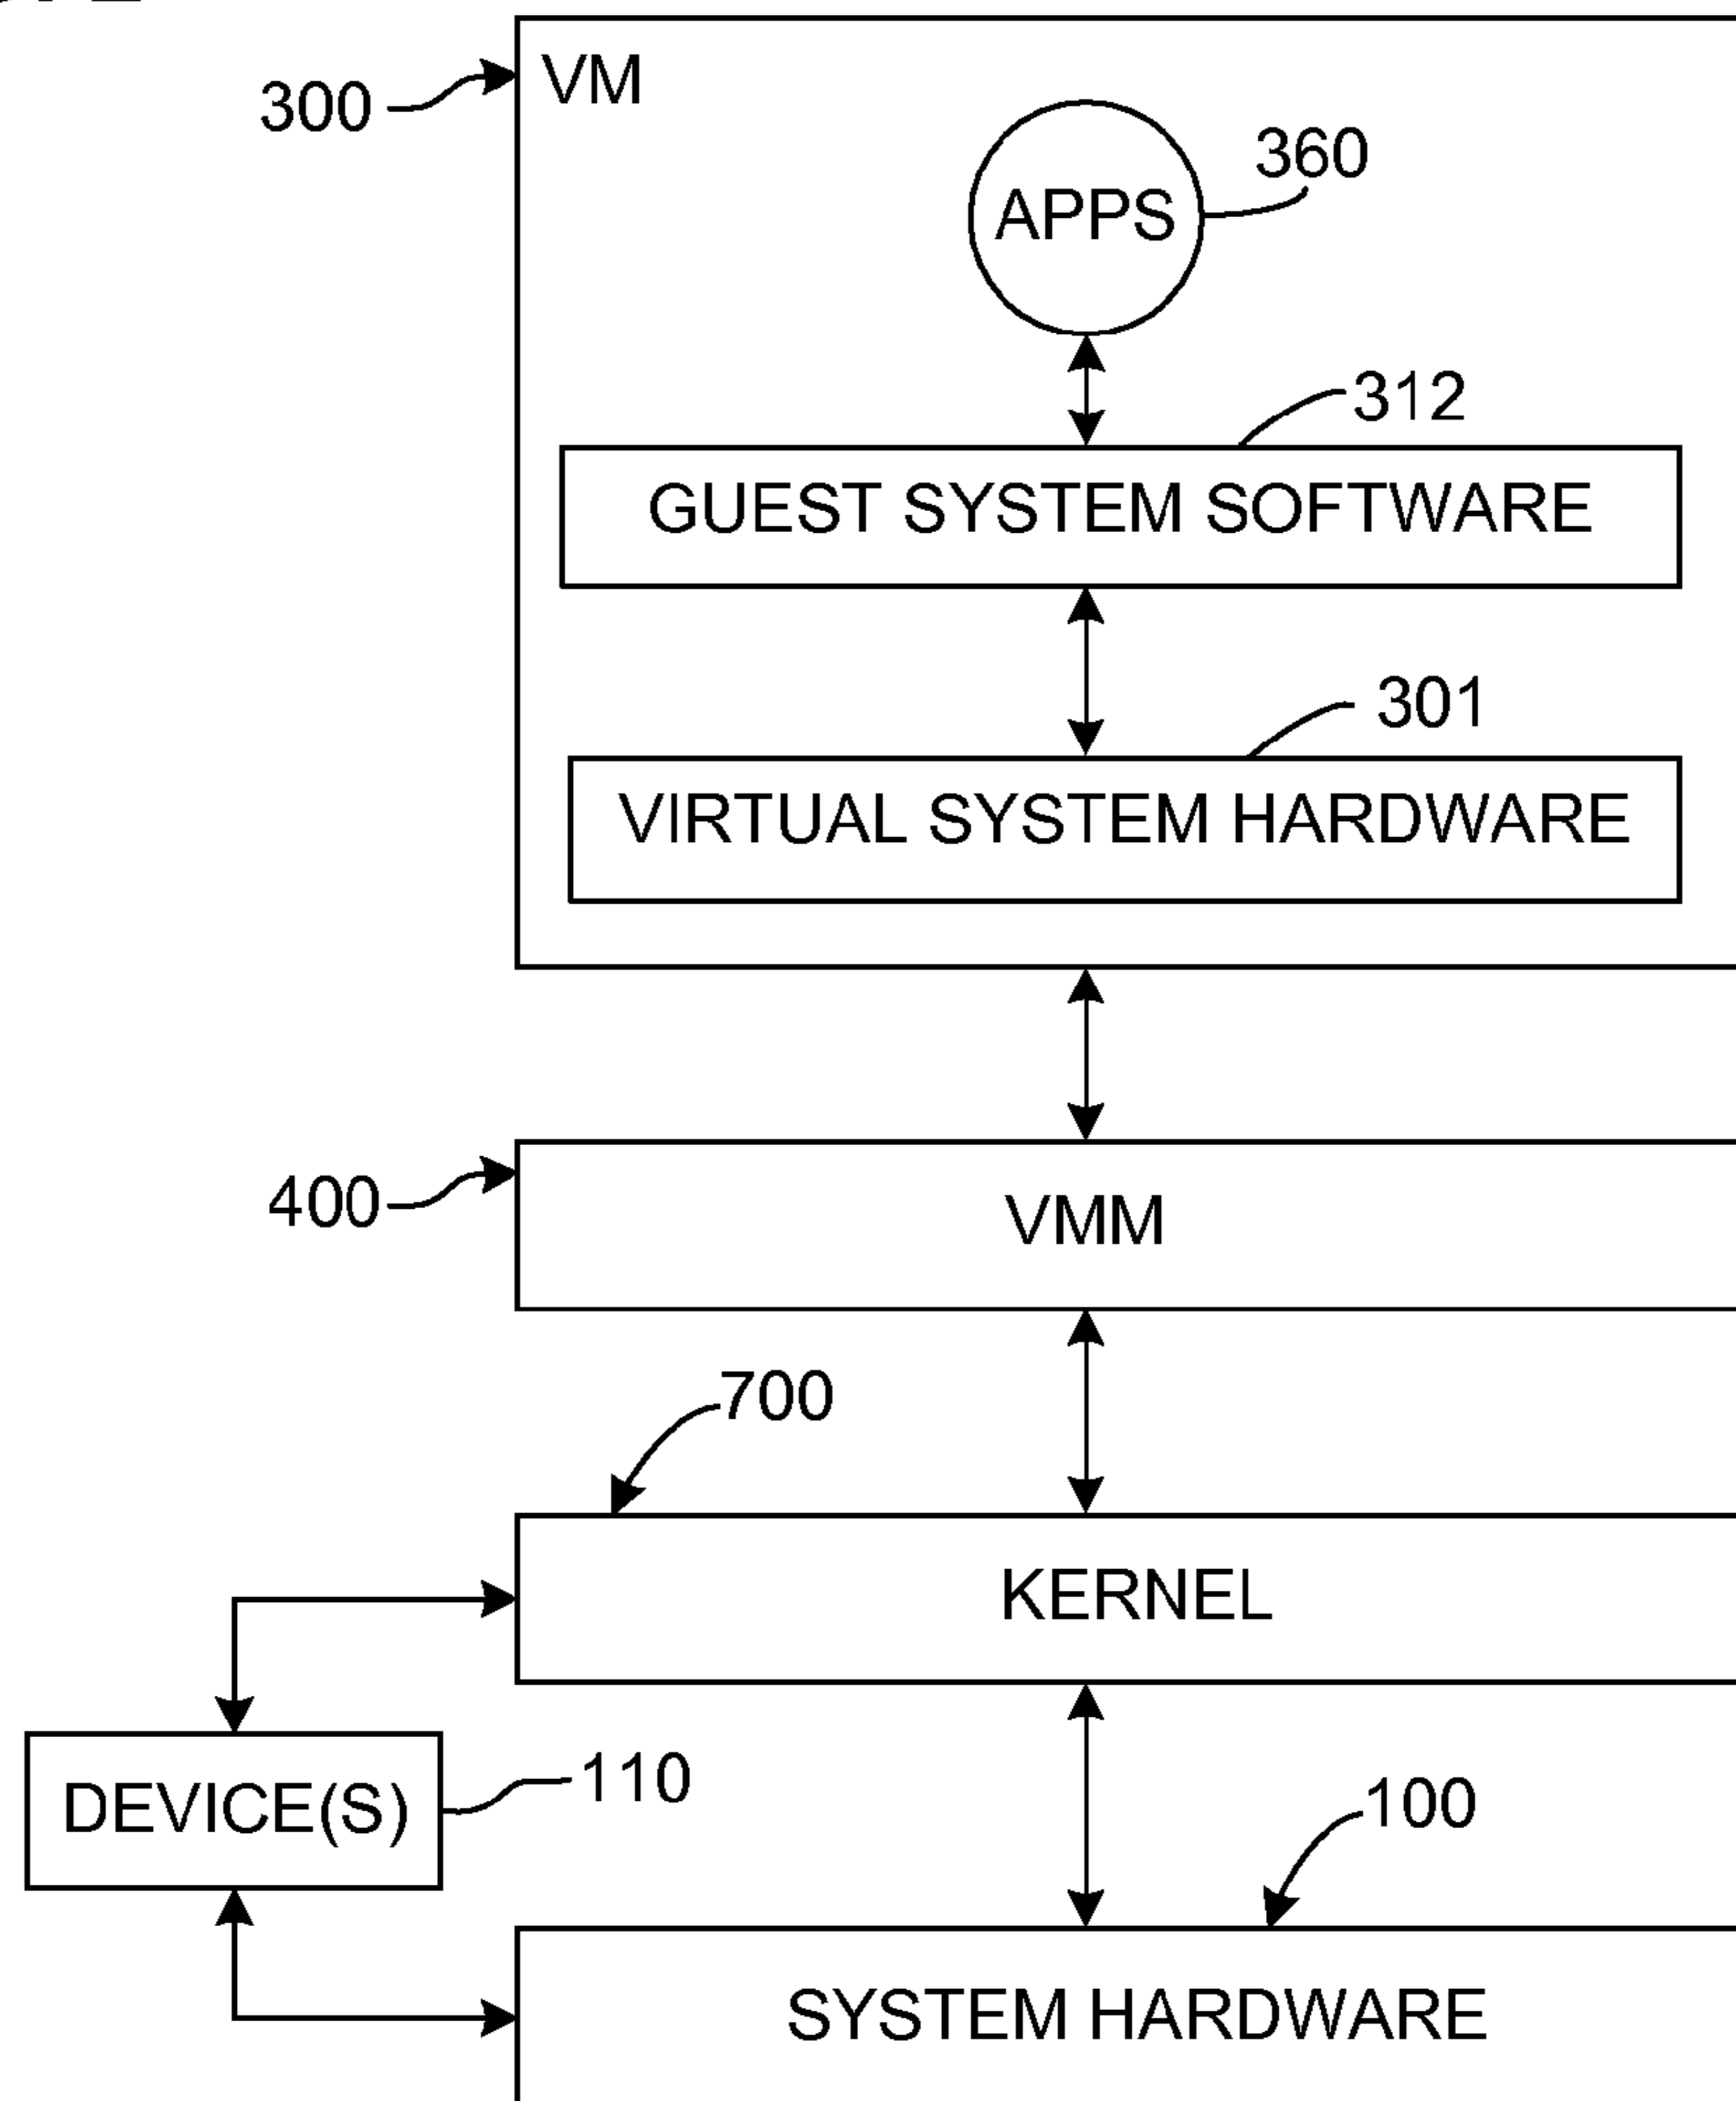 VM
300
360
APPS
312
GUEST SYSTEM SOFTWARE
301
VIRTUAL SYSTEM HARDWARE
400
VMM
700
KERNEL
110
DEVICE(S)
100
SYSTEM HARDWARE